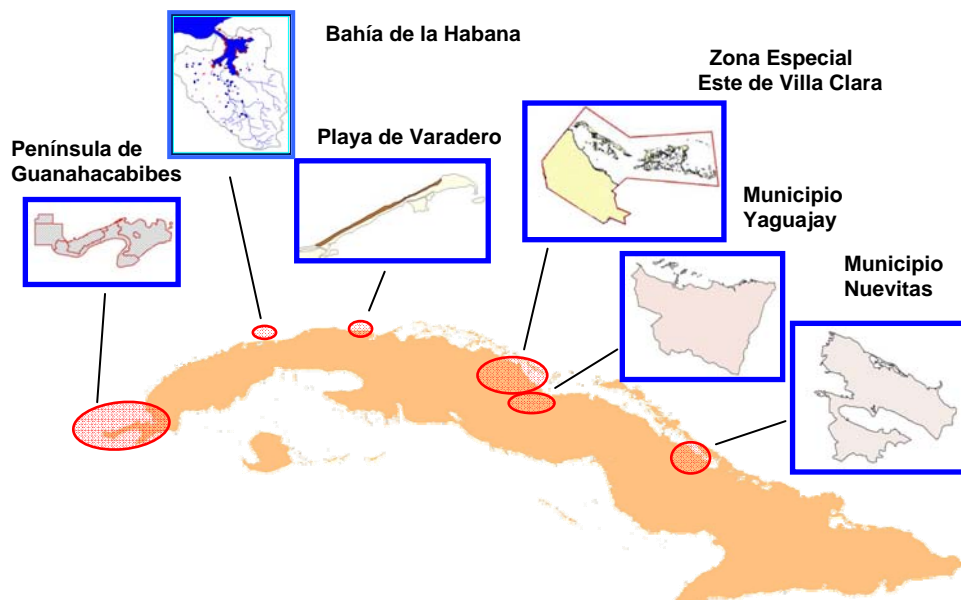 Bahía de la Habana
Zona Especial
Este de Villa Clara
Península de
Guanahacabibes
Playa de Varadero
Municipio
Yaguajay
Municipio
Nuevitas